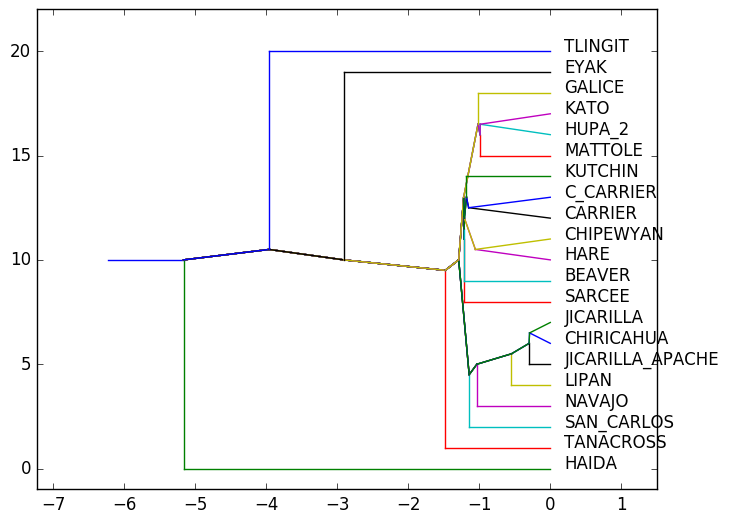 20
TLINGIT
EYAK
GALICE
KATO
HUPA_2
15
MATTOLE
KUTCHIN
C_CARRIER
CARRIER
CHIPEWYAN
10
HARE
BEAVER
SARCEE
JICARILLA
CHIRICAHUA
5
JICARILLA_APACHE
LIPAN
NAVAJO
SAN_CARLOS
TANACROSS
0
HAIDA
−7 −6 −5 −4 −3 −2 −1 0 1